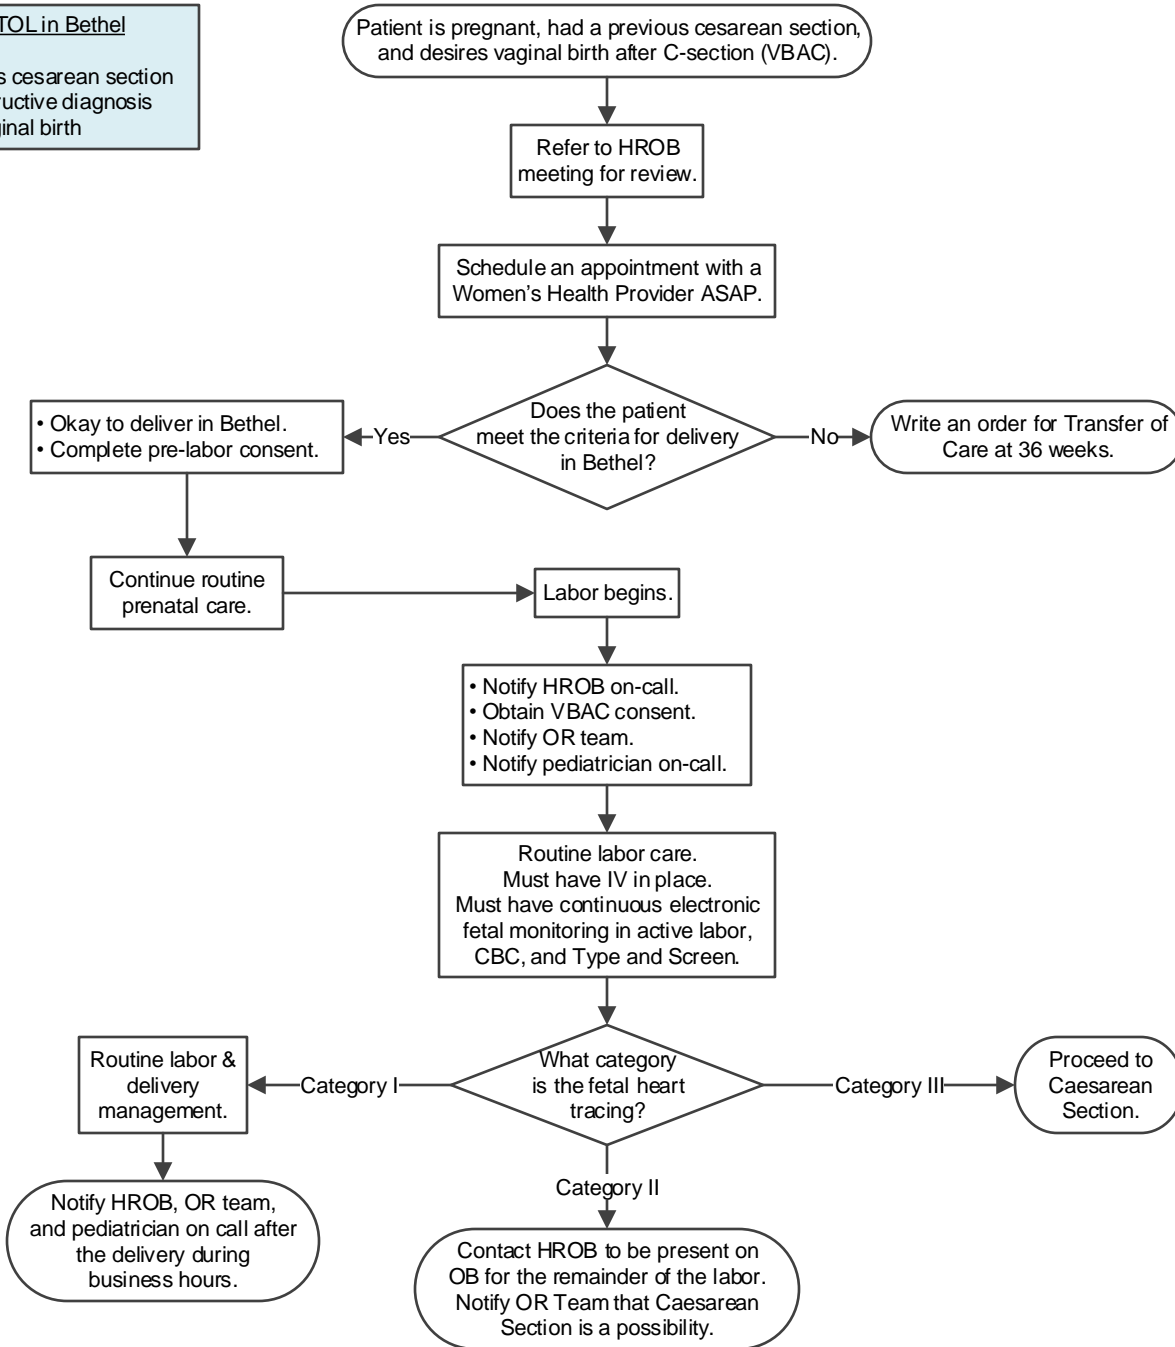 TOL in Bethel
cesarean section
diagnosis
birth
Patient is pregnant, had a previous cesarean section,
and desires vaginal birth after C-section (VBAC).
Refer to HROB
meeting for review.
Schedule an appointment with a
Women's Health Provider ASAP.
Does the patient
meet the criteria for delivery
in Bethel?
Yes
No
• Okay to deliver in Bethel.
• Complete pre-labor consent.
Write an order for Transfer of
Care at 36 weeks.
Continue routine
prenatal care.
Labor begins.
• Notify HROB on-call.
• Obtain VBAC consent.
• Notify OR team.
• Notify pediatrician on-call.
Routine labor care.
Must have IV in place.
Must have continuous electronic
fetal monitoring in active labor,
CBC, and Type and Screen.
What category
is the fetal heart
tracing?
Category I
Category III
Category II
Routine labor &
delivery
management.
Proceed to
Caesarean
Section.
Notify HROB, OR team,
and pediatrician on call after
the delivery during
business hours.
Contact HROB to be present on
OB for the remainder of the labor.
Notify OR Team that Caesarean
Section is a possibility.